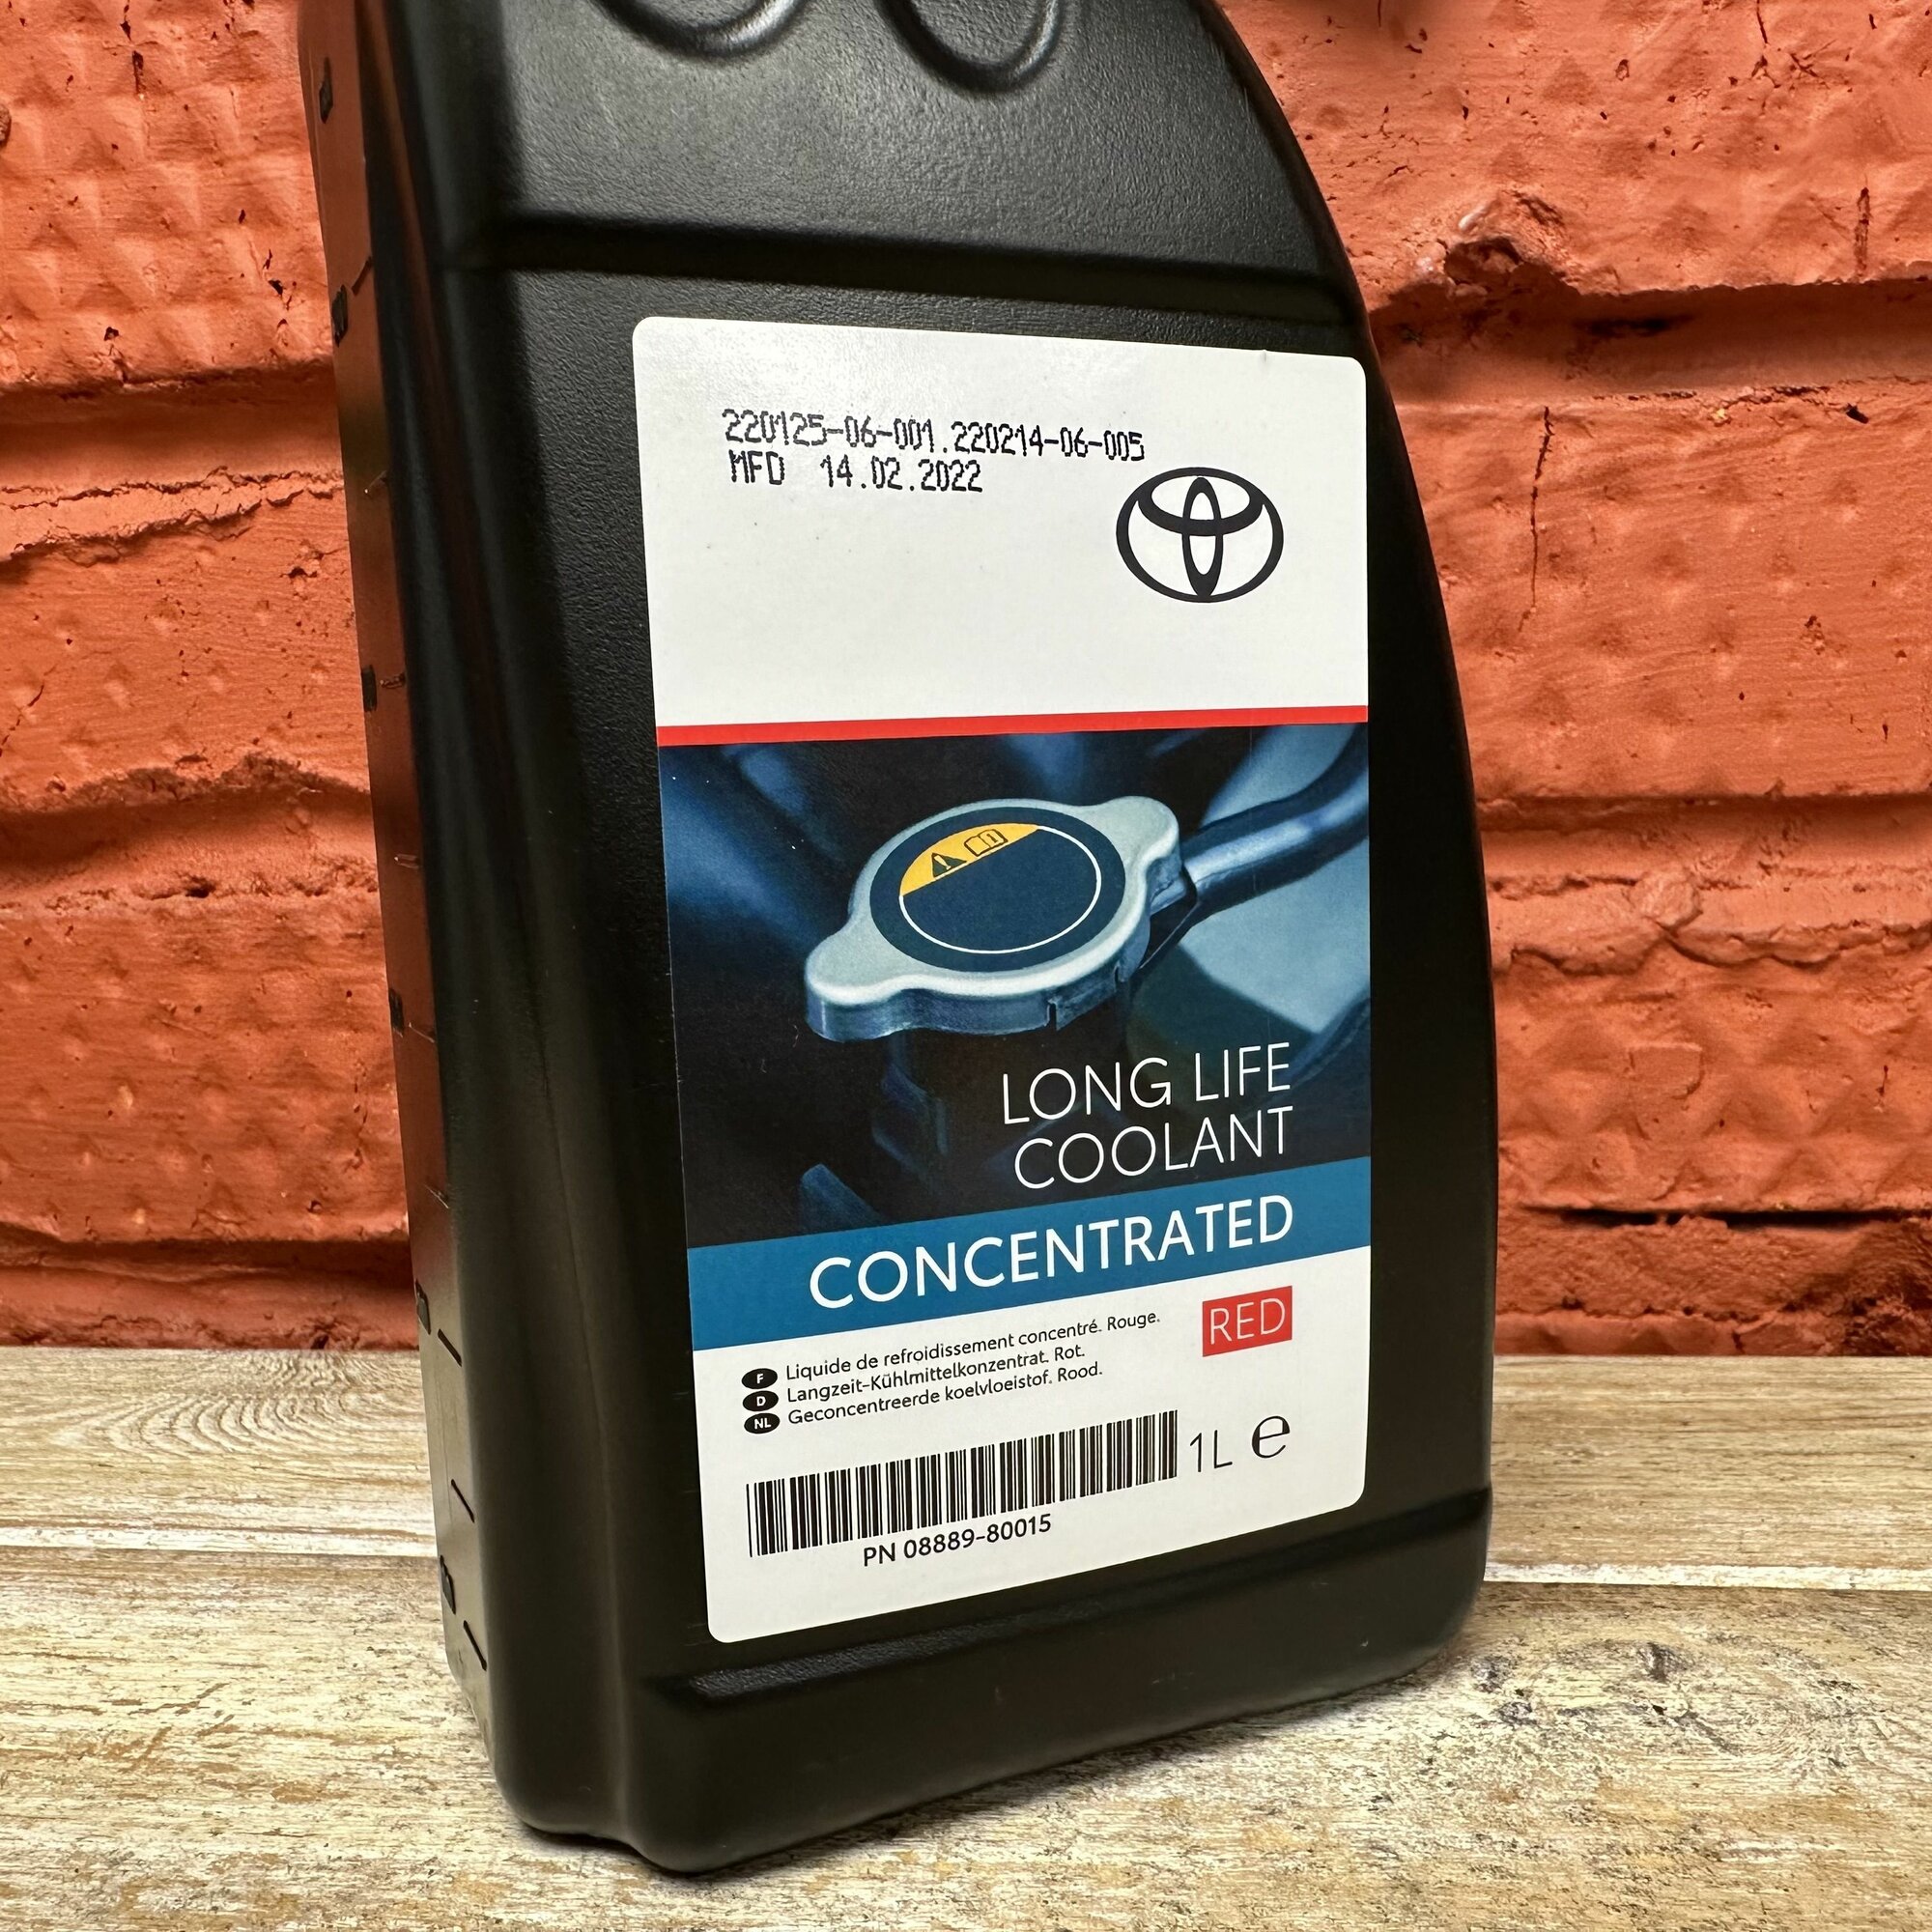 220125-06-001.220214-06-005
MFD 14.02.2022
LONG LIFE
COOLANT
CONCENTRATED
RED
F Liquide de refroidissement concentré. Rouge.
D Langzeit-Kühlmittelkonzentrat. Rot.
NL Geconcentreerde koelvloeistof. Rood.
1L e
PN 08889-80015